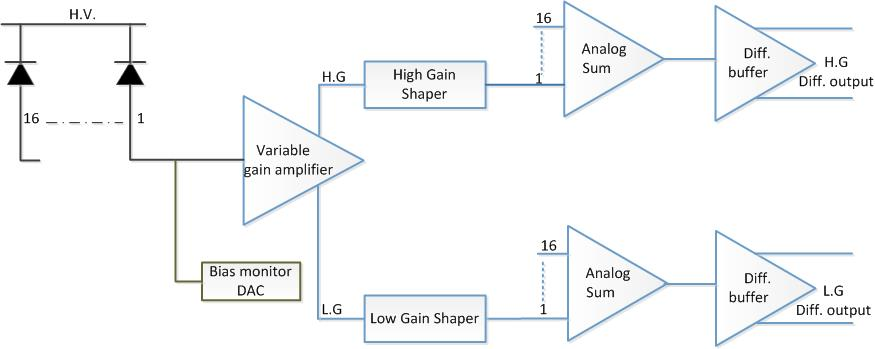 H.V.
16
1
Variable
gain amplifier
Bias monitor
DAC
H.G
High Gain
Shaper
16
1
Analog
Sum
Diff.
buffer
H.G
Diff. output
L.G
Low Gain Shaper
16
1
Analog
Sum
Diff.
buffer
L.G
Diff. output